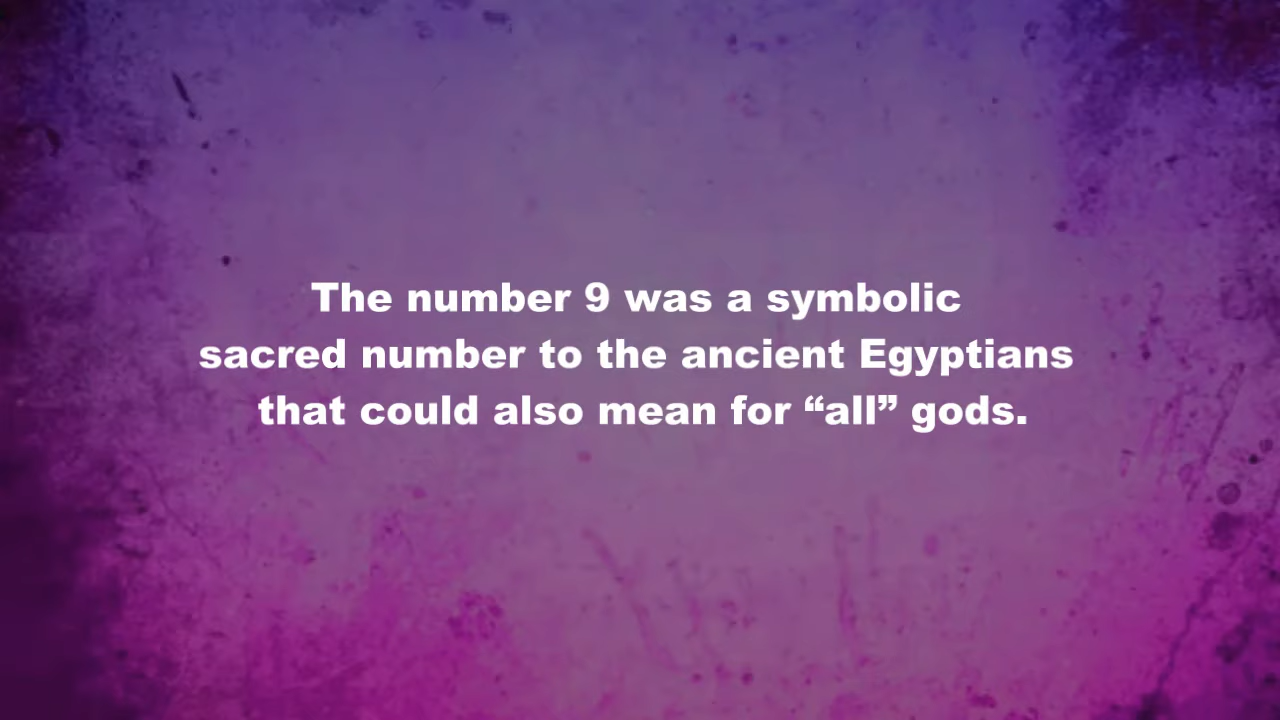 The number 9 was a symbolic
sacred number to the ancient Egyptians
that could also mean for “all” gods.